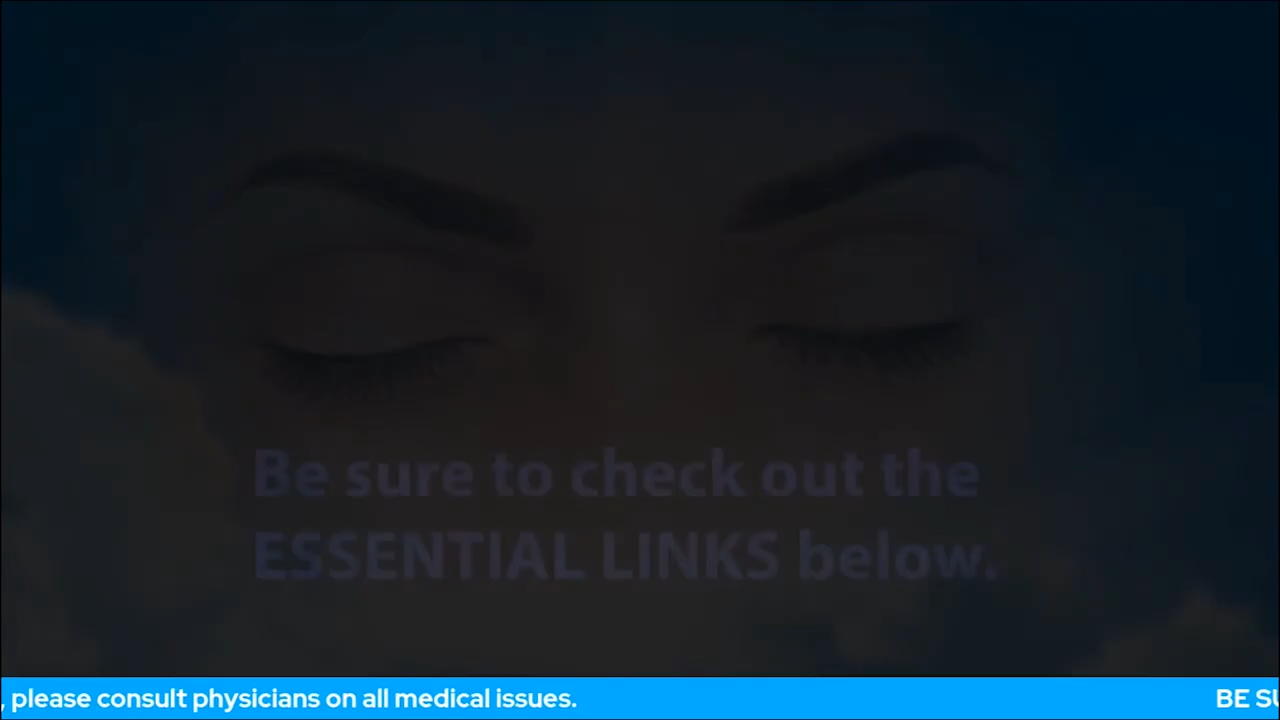 Be sure to check out the
ESSENTIAL LINKS below.
, please consult physicians on all medical issues.
BE SU